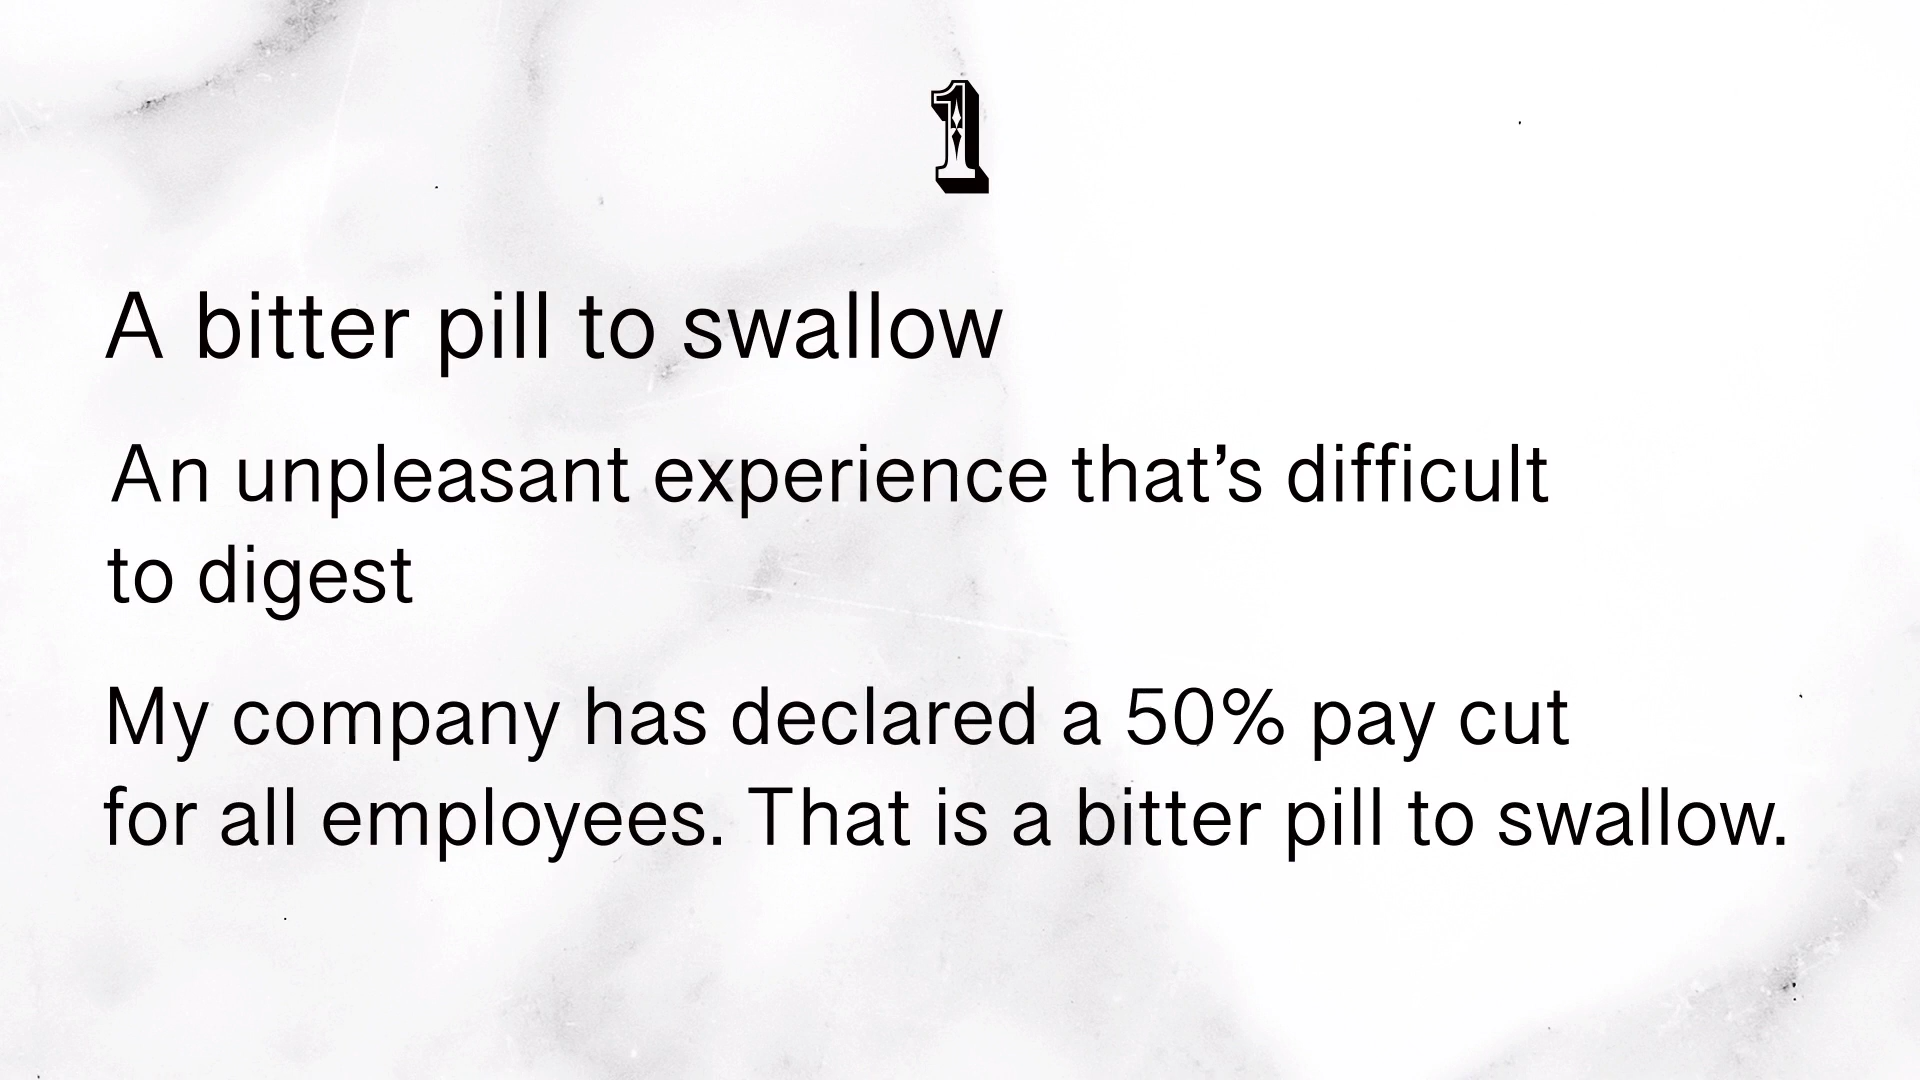 1
A bitter pill to swallow
An unpleasant experience that’s difficult
to digest
My company has declared a 50% pay cut
for all employees. That is a bitter pill to swallow.